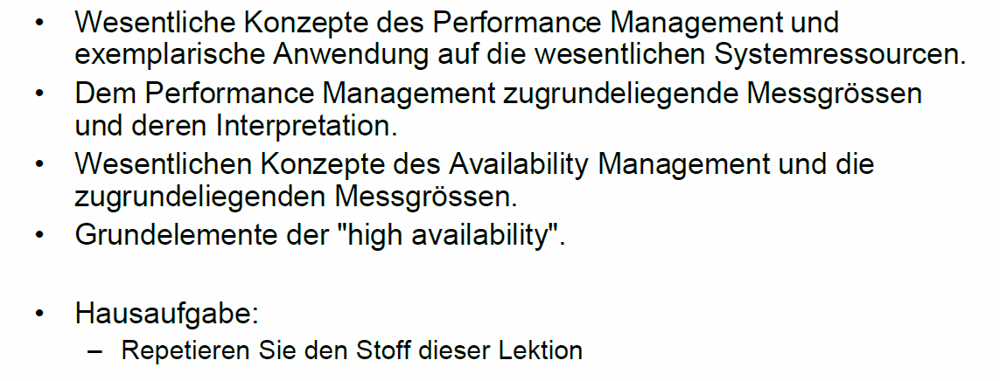 • Wesentliche Konzepte des Performance Management und
exemplarische Anwendung auf die wesentlichen Systemressourcen.
• Dem Performance Management zugrundeliegende Messgrössen
und deren Interpretation.
• Wesentlichen Konzepte des Availability Management und die
zugrundeliegenden Messgrössen.
• Grundelemente der "high availability".
• Hausaufgabe:
– Repetieren Sie den Stoff dieser Lektion